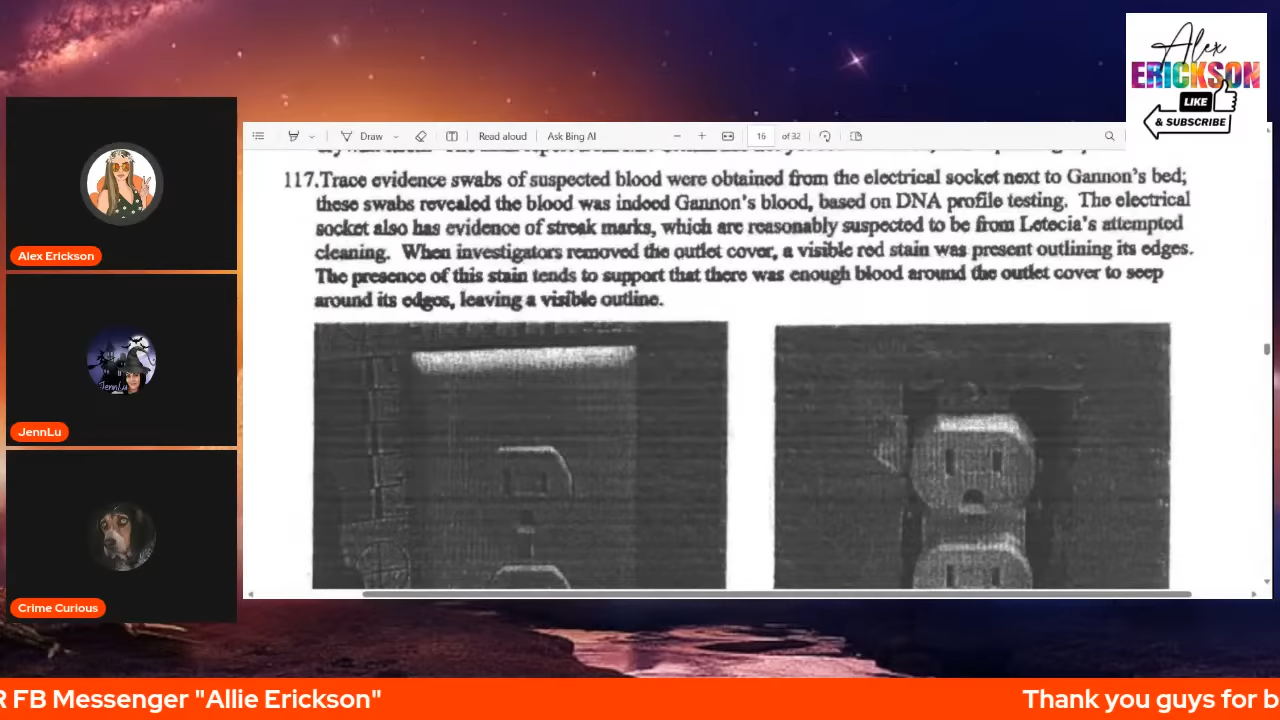 Alex
ERICKSON
LIKE
& SUBSCRIBE
Draw
Read aloud
Ask Bing AI
16
of 32
117.Trace evidence swabs of suspected blood were obtained from the electrical socket next to Gannon's bed;
these swabs revealed the blood was indeed Gannon's blood, based on DNA profile testing. The electrical
socket also has evidence of streak marks, which are reasonably suspected to be from Letecia's attempted
cleaning. When investigators removed the outlet cover, a visible red stain was present outlining its edges.
The presence of this stain tends to support that there was enough blood around the outlet cover to seep
around its edges, leaving a visible outline.
Alex Erickson
JennLu
JennLu
Crime Curious
R FB Messenger "Allie Erickson"
Thank you guys for b